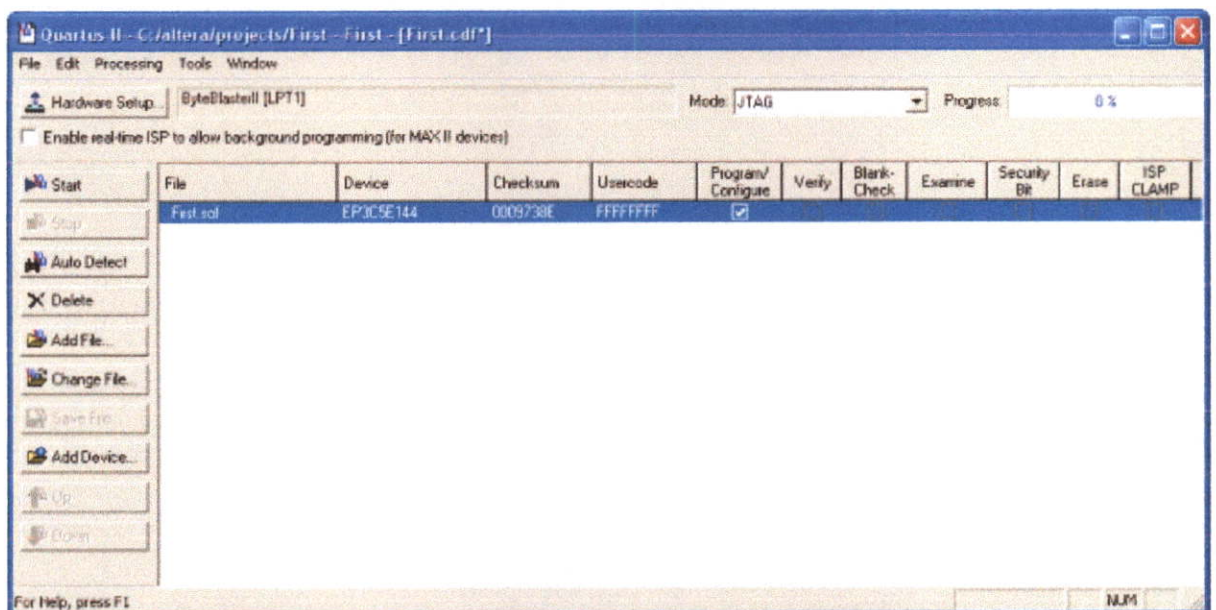 Quartus II - C:/altera/projects/First - First - [First.cdf*]
File Edit Processing Tools Window
Hardware Setup... ByteBlasterII [LPT1] Mode: JTAG Progress: 0 %
Enable real-time ISP to allow background programming (for MAX II devices)
Start
Stop
Auto Detect
Delete
Add File...
Change File...
Save File...
Add Device...
Up
Down
File Device Checksum Usercode Program/ Configure Verify Blank- Check Examine Security Bit Erase ISP CLAMP
First.sof EP3C5E144 0009738E FFFFFFFF
For Help, press F1 NUM